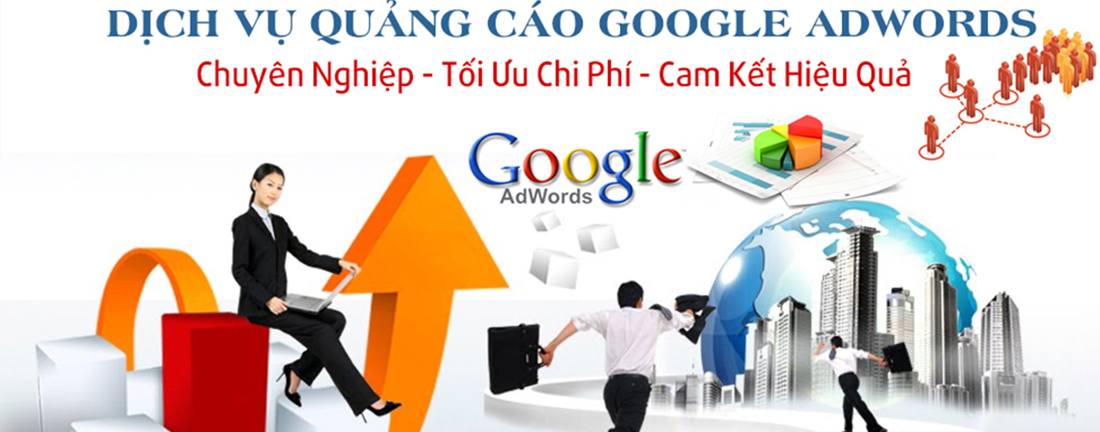 DỊCH VỤ QUẢNG CÁO GOOGLE ADWORDS
Chuyên Nghiệp - Tối Ưu Chi Phí - Cam Kết Hiệu Quả
Google
AdWords